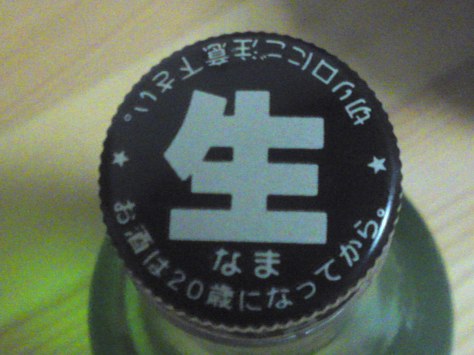 切り口にご注意下さい。
生
なま
お酒は20歳になってから。